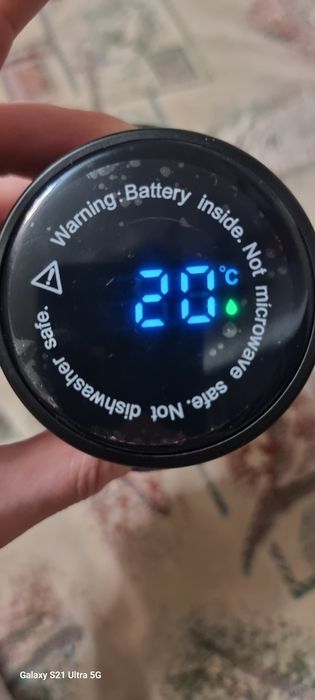 Warning: Battery inside. Not microwave safe. Not dishwasher safe.
20 °C
Galaxy S21 Ultra 5G